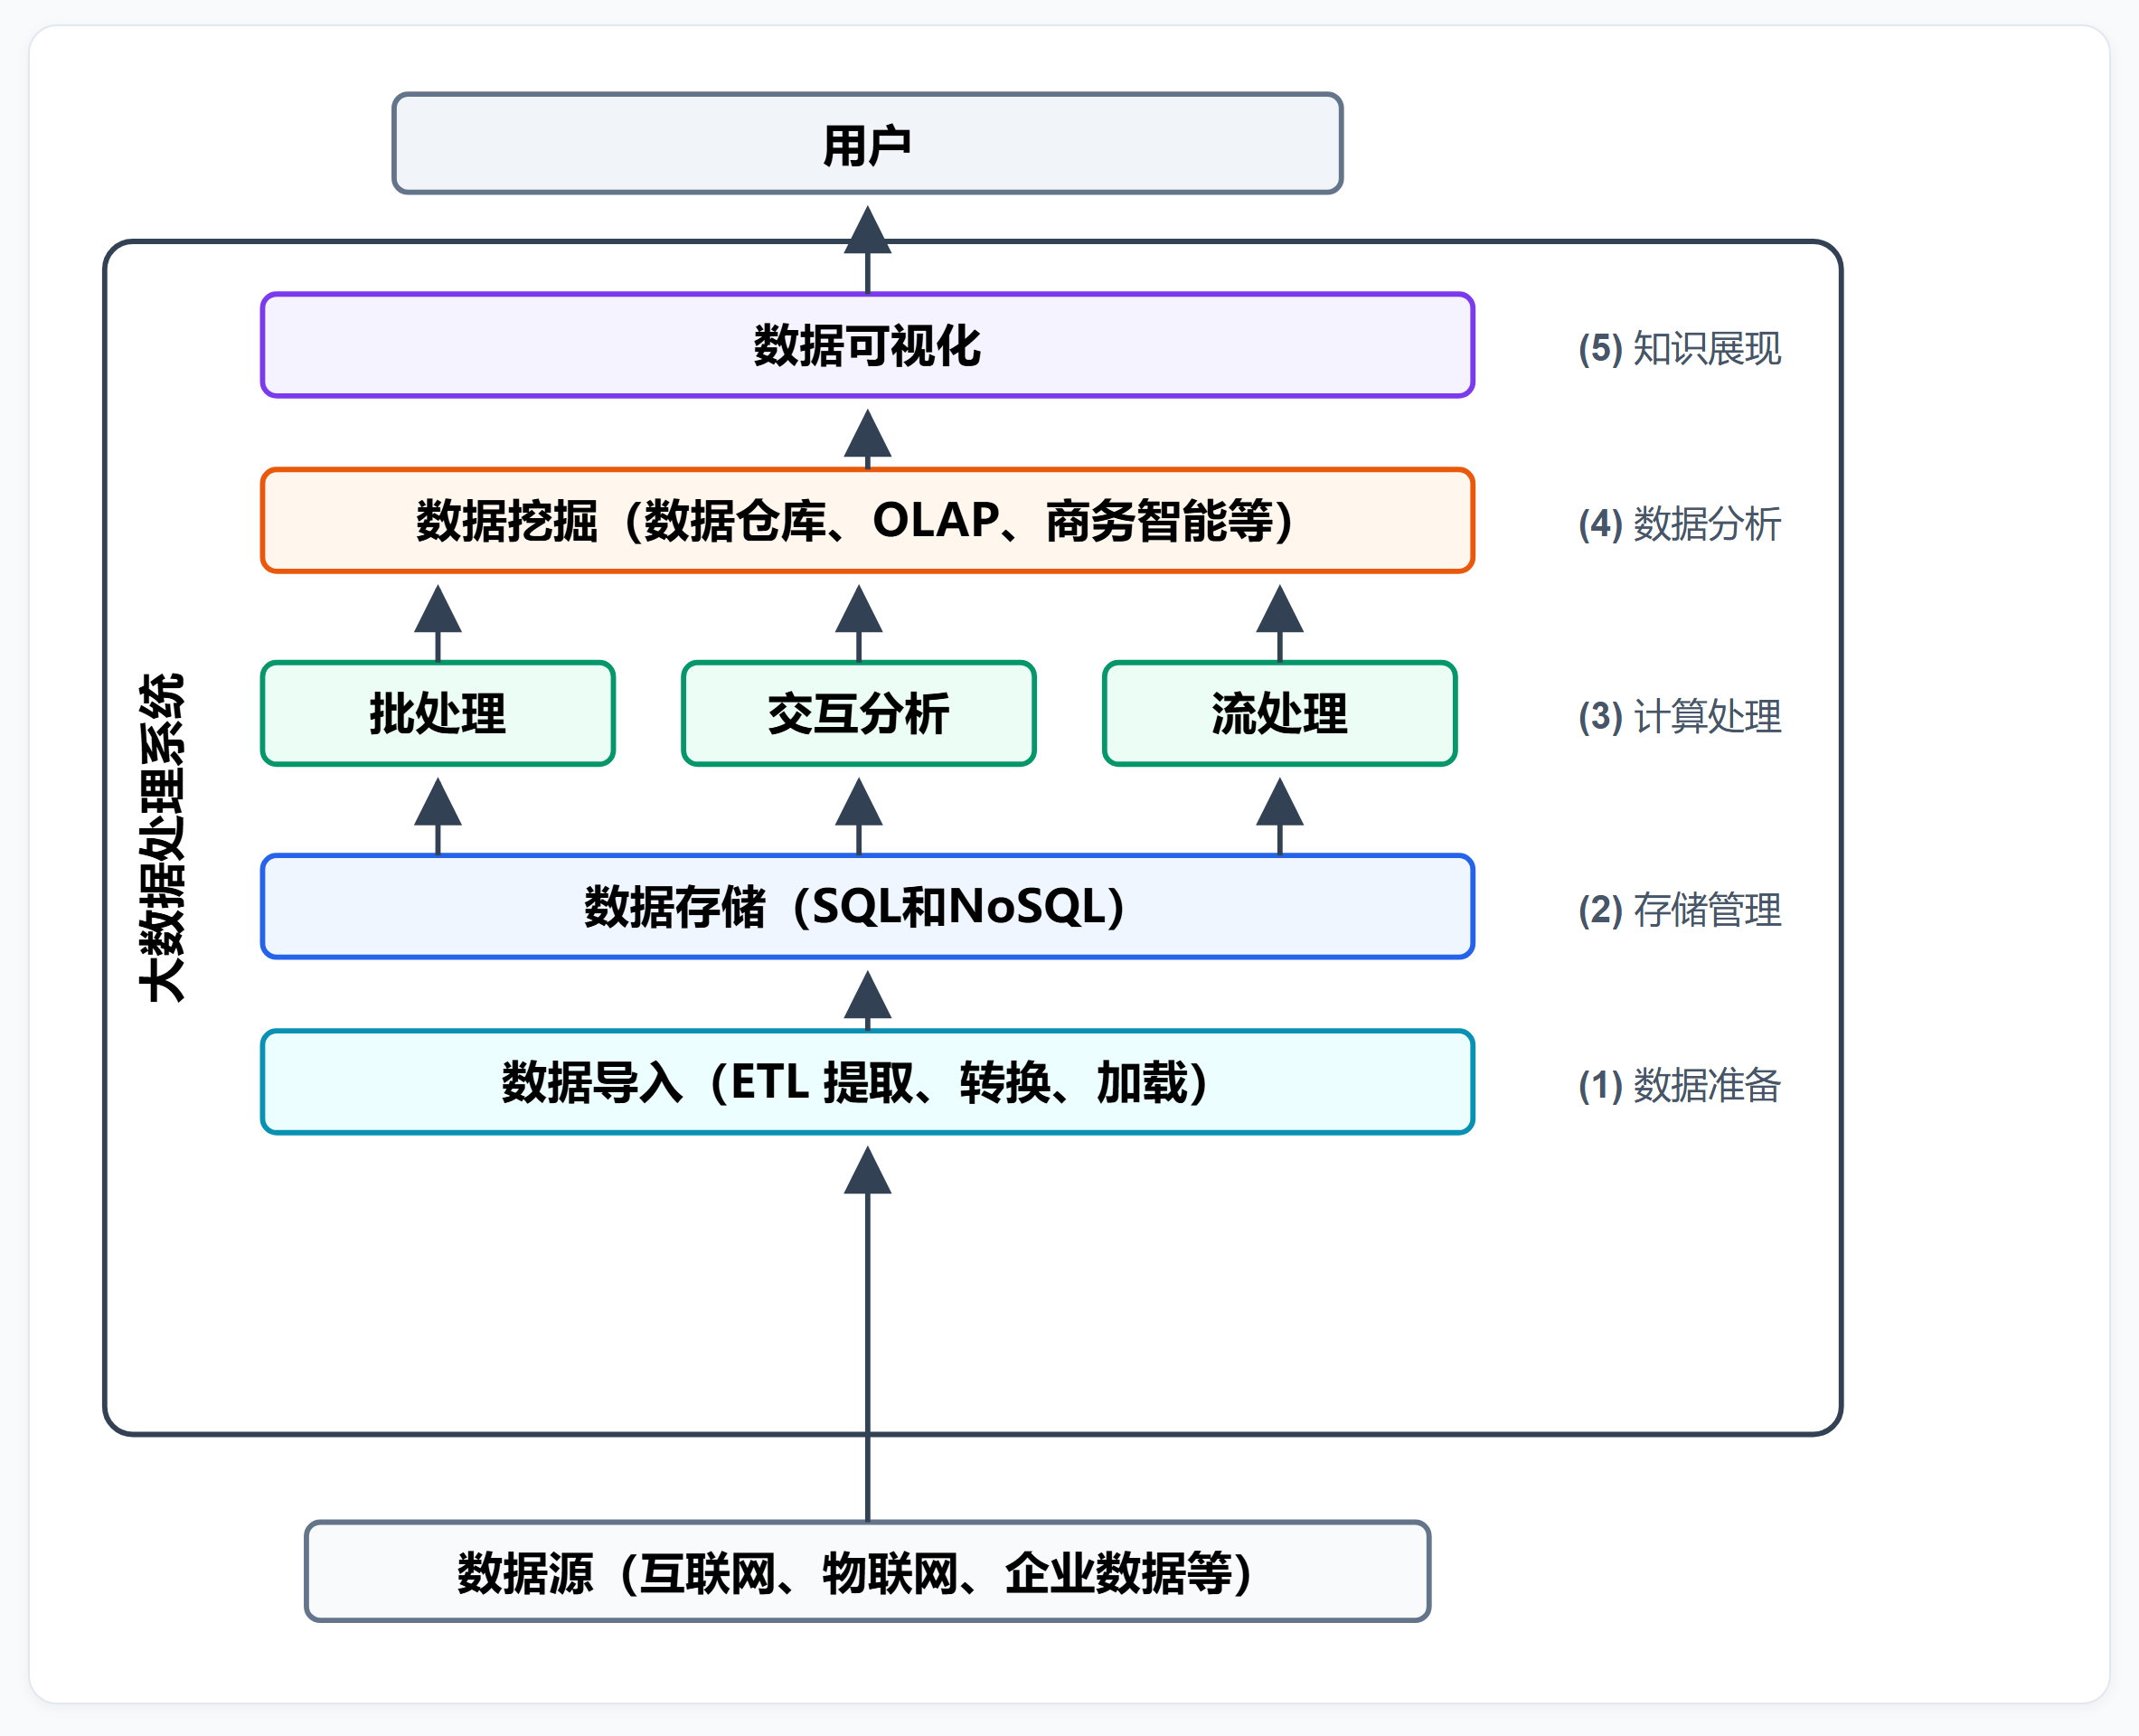 用户
数据可视化
(5) 知识展现
数据挖掘（数据仓库、OLAP、商务智能等）
(4) 数据分析
批处理
交互分析
流处理
(3) 计算处理
大数据处理系统
数据存储（SQL和NoSQL）
(2) 存储管理
数据导入（ETL 提取、转换、加载）
(1) 数据准备
数据源（互联网、物联网、企业数据等）